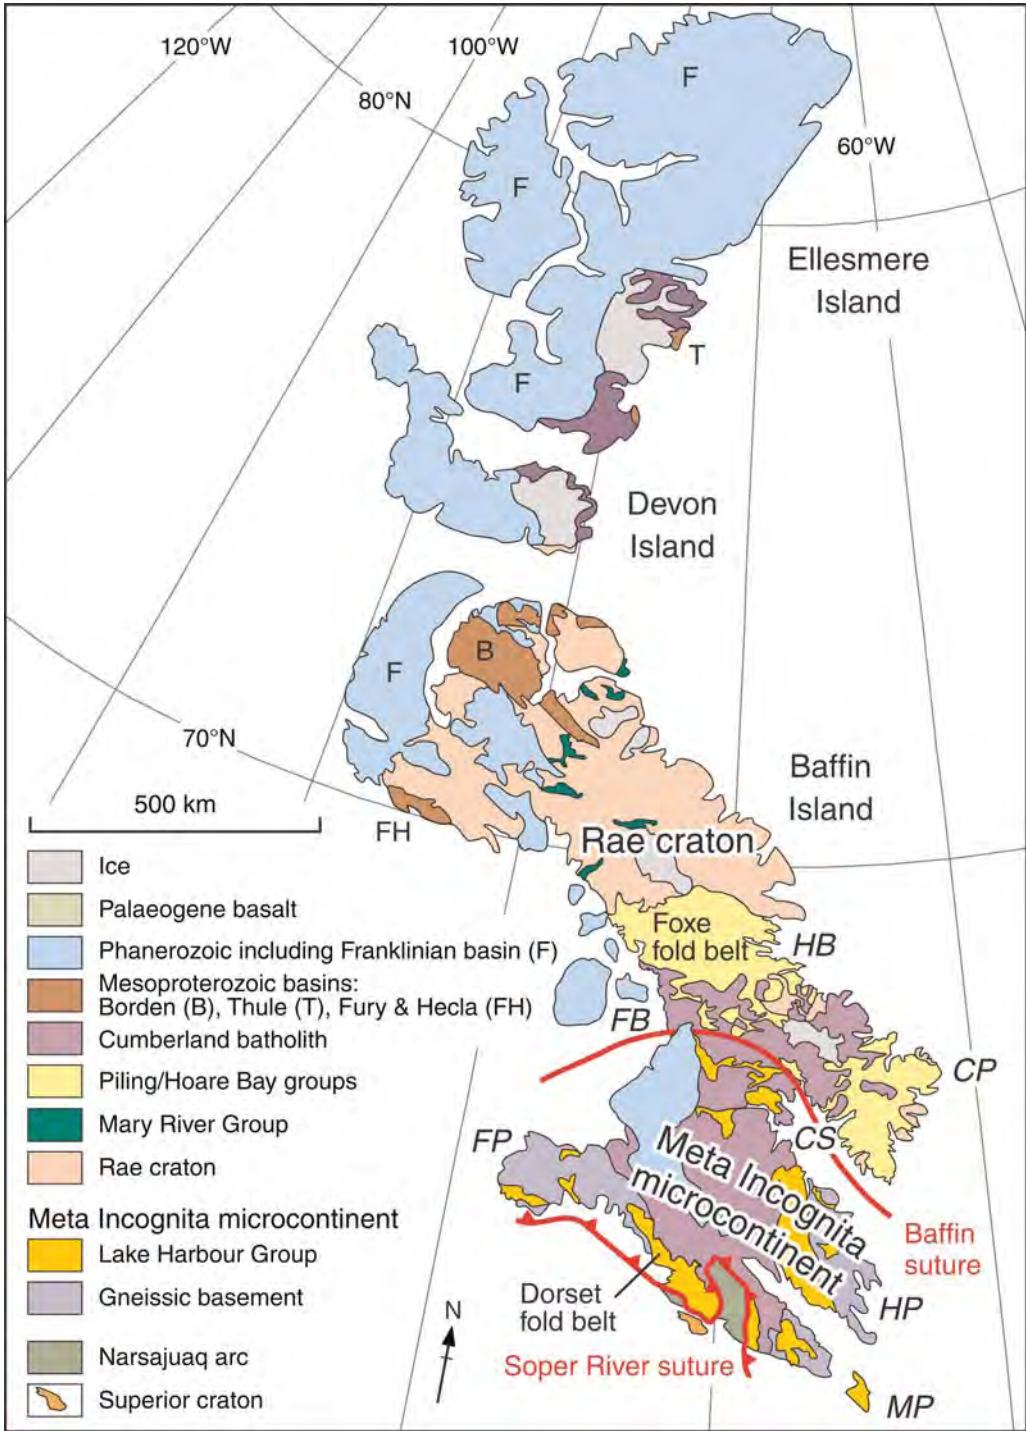 120°W
100°W
F
80°N
60°W
F
Ellesmere
Island
T
F
Devon
Island
B
F
70°N
Baffin
Island
500 km
FH
Rae craton
Ice
Palaeogene basalt
Foxe
fold belt
HB
Phanerozoic including Franklinian basin (F)
Mesoproterozoic basins:
Borden (B), Thule (T), Fury & Hecla (FH)
FB
Cumberland batholith
CP
Piling/Hoare Bay groups
Mary River Group
CS
FP
Rae craton
Meta Incognita
microcontinent
Meta Incognita microcontinent
Baffin
suture
Lake Harbour Group
Gneissic basement
Dorset
fold belt
HP
N
Narsajuaq arc
Soper River suture
Superior craton
MP